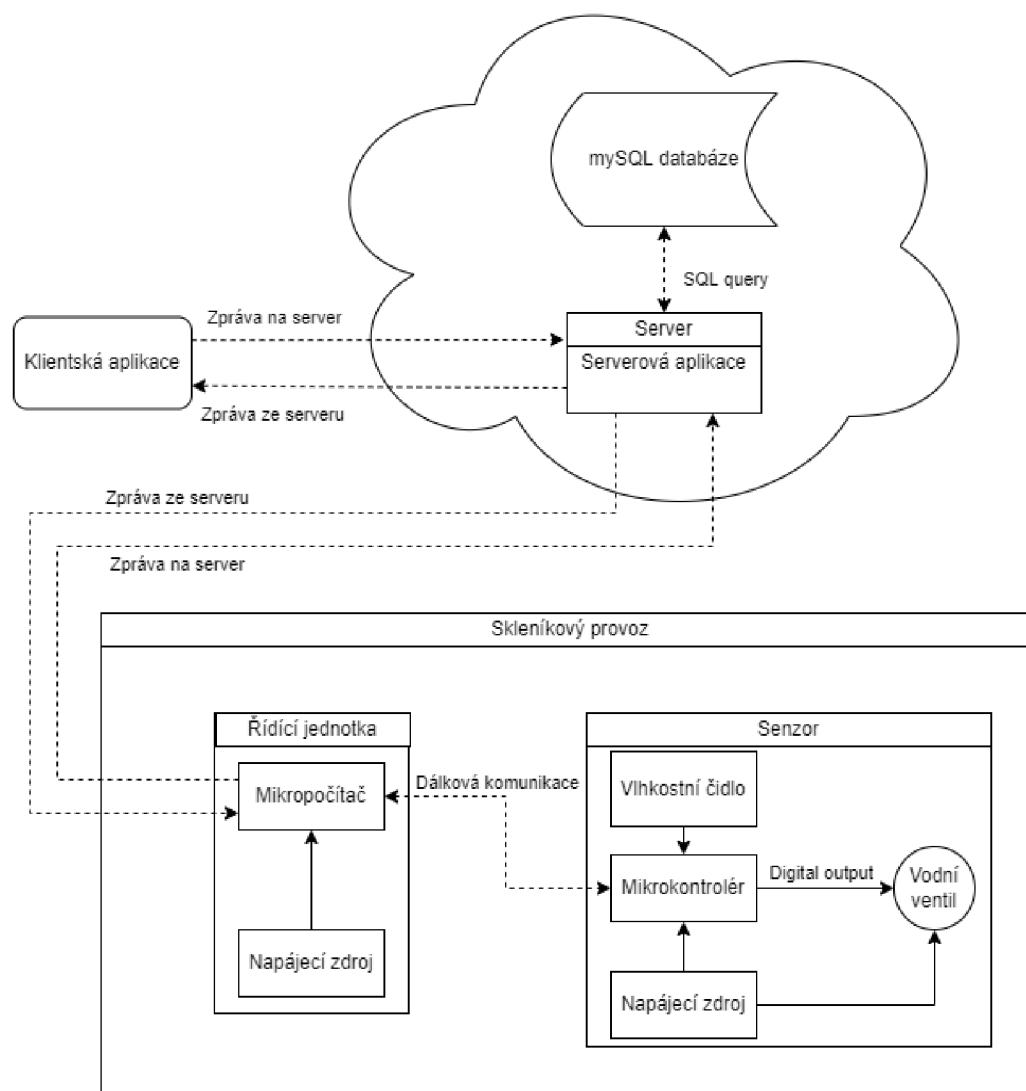 mySQL databáze
SQL query
Zpráva na server
Server
Klientská aplikace
Serverová aplikace
Zpráva ze serveru
Zpráva ze serveru
Zpráva na server
Skleníkový provoz
Řídící jednotka
Senzor
Mikropočítač
Dálková komunikace
Vlhkostní čidlo
Mikrokontrolér
Digital output
Vodní
ventil
Napájecí zdroj
Napájecí zdroj